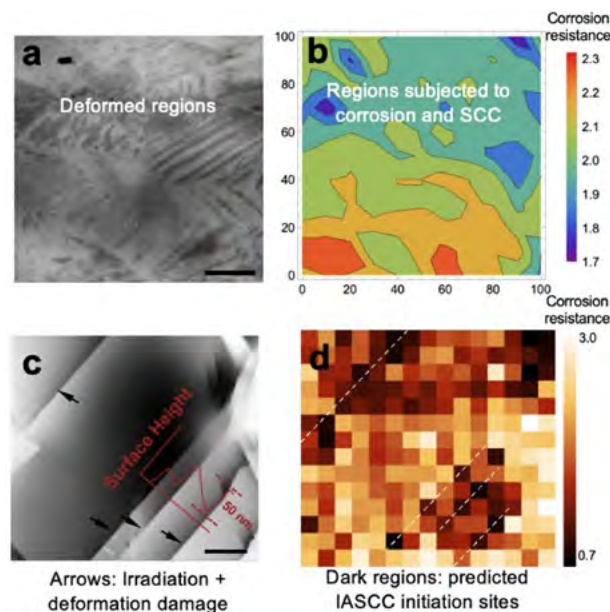 Corrosion
resistance
a
Deformed regions
b
Regions subjected to
corrosion and SCC
100
80
60
40
20
0
0 20 40 60 80 100
2.3
2.2
2.1
2.0
1.9
1.8
1.7
Corrosion
resistance
c
Surface Height
50 nm
d
3.0
0.7
Arrows: Irradiation +
deformation damage
Dark regions: predicted
IASCC initiation sites